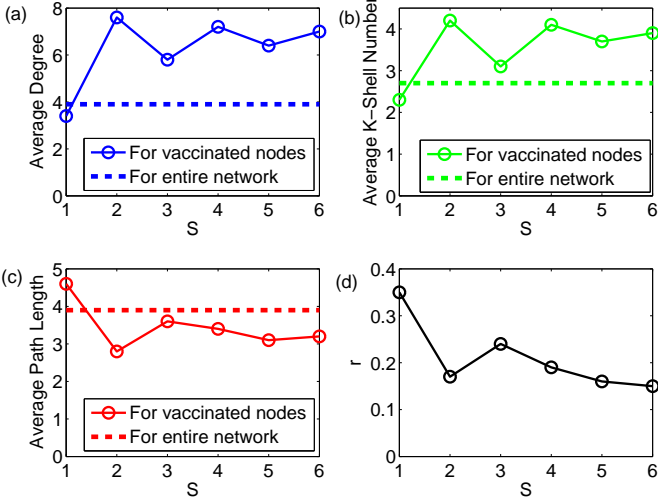 (a)
Average Degree
8
6
4
2
0
For vaccinated nodes
For entire network
1 2 3 4 5 6
S
(b)
Average K-Shell Number
4
3
2
1
0
For vaccinated nodes
For entire network
1 2 3 4 5 6
S
(c)
Average Path Length
5
4
3
2
1
0
For vaccinated nodes
For entire network
1 2 3 4 5 6
S
(d)
r
0.4
0.3
0.2
0.1
0
1 2 3 4 5 6
S